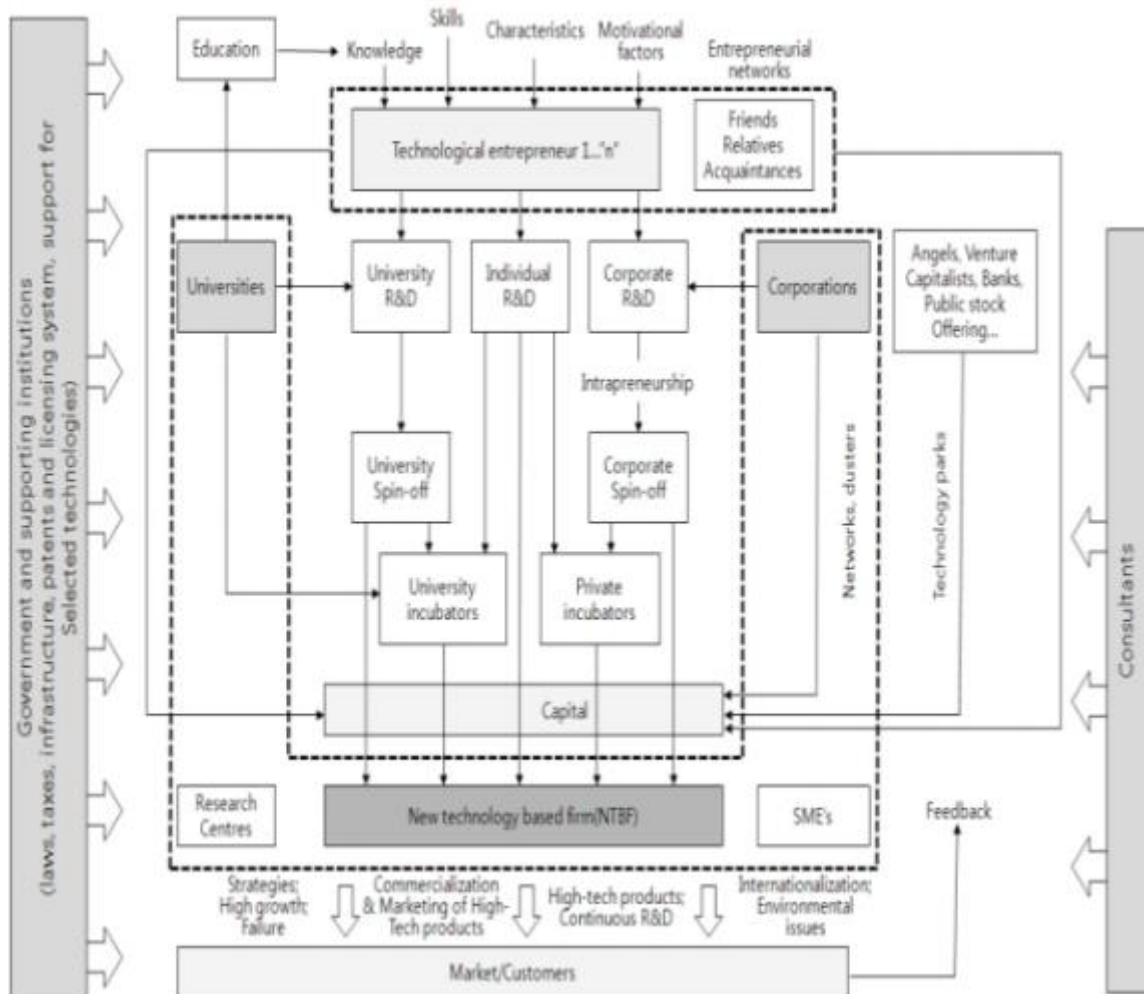 Government and supporting institutions
(laws, taxes, infrastructure, patents and licensing system, support for
Selected technologies)
Education
Knowledge
Skills
Characteristics
Motivational
factors
Entrepreneurial
networks
Technological entrepreneur 1..."n"
Friends
Relatives
Acquaintances
Universities
University
R&D
Individual
R&D
Corporate
R&D
Corporations
Angels, Venture
Capitalists, Banks,
Public stock
Offering...
Intrapreneurship
University
Spin-off
Corporate
Spin-off
University
incubators
Private
incubators
Networks, dusters
Technology parks
Consultants
Capital
Research
Centres
New technology based firm(NTBF)
SME's
Feedback
Strategies;
High growth;
Failure
Commercialization
& Marketing of High-
Tech products
High-tech products;
Continuous R&D
Internationalization;
Environmental
issues
Market/Customers